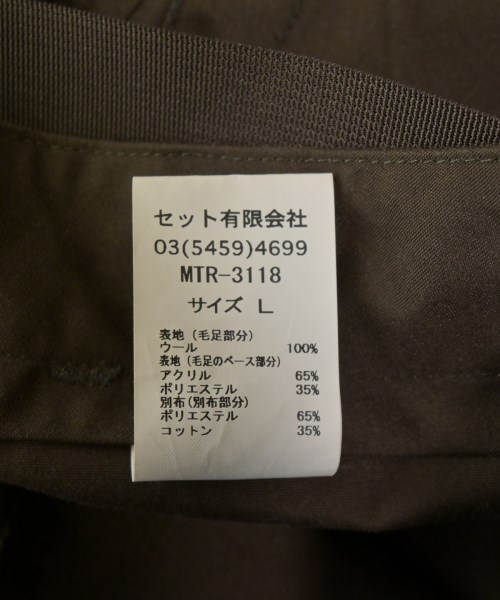 セット有限会社
03(5459)4699
MTR-3118
サイズ L
表地(毛足部分)
ウール 100%
表地(毛足のベース部分)
アクリル 65%
ポリエステル 35%
別布(別布部分)
ポリエステル 65%
コットン 35%